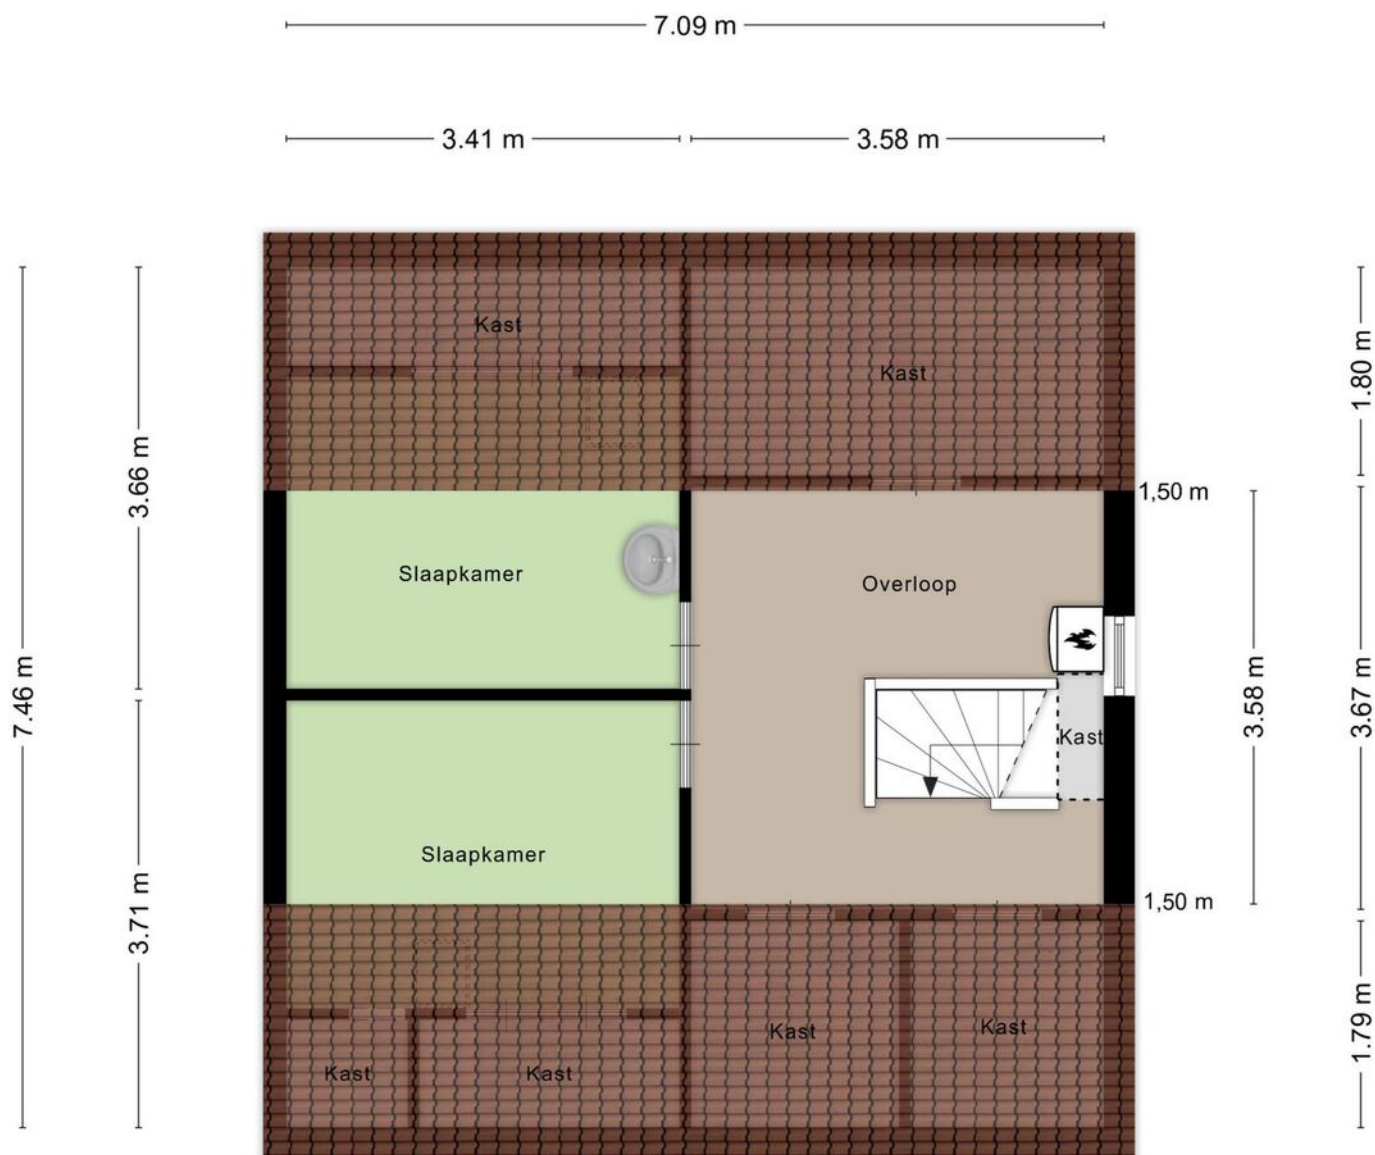 7.09 m
3.41 m
3.58 m
Kast
Kast
1.80 m
3.66 m
1,50 m
Slaapkamer
Overloop
7.46 m
3.58 m
3.67 m
Kast
Slaapkamer
3.71 m
1,50 m
Kast
Kast
1.79 m
Kast
Kast